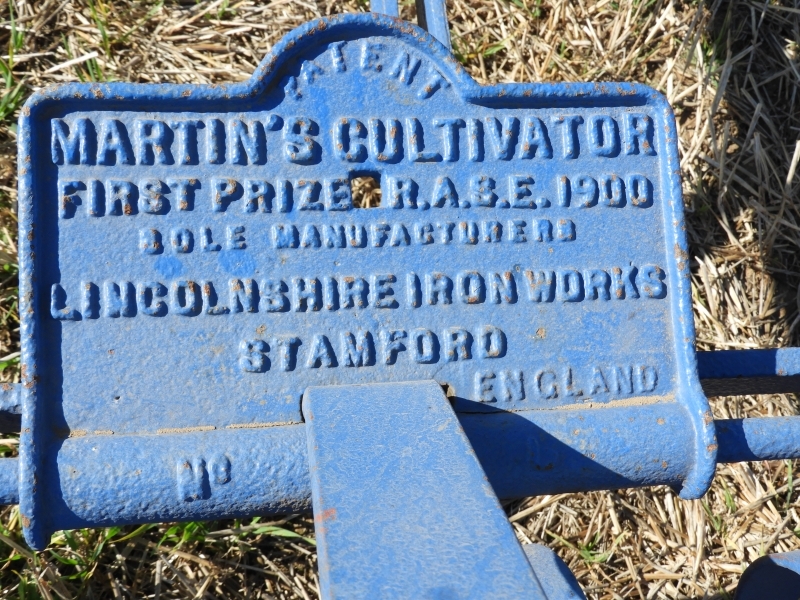 PATENT
MARTIN'S CULTIVATOR
FIRST PRIZE R.A.S.E. 1900
SOLE MANUFACTURERS
LINCOLNSHIRE IRON WORKS
STAMFORD
ENGLAND
No